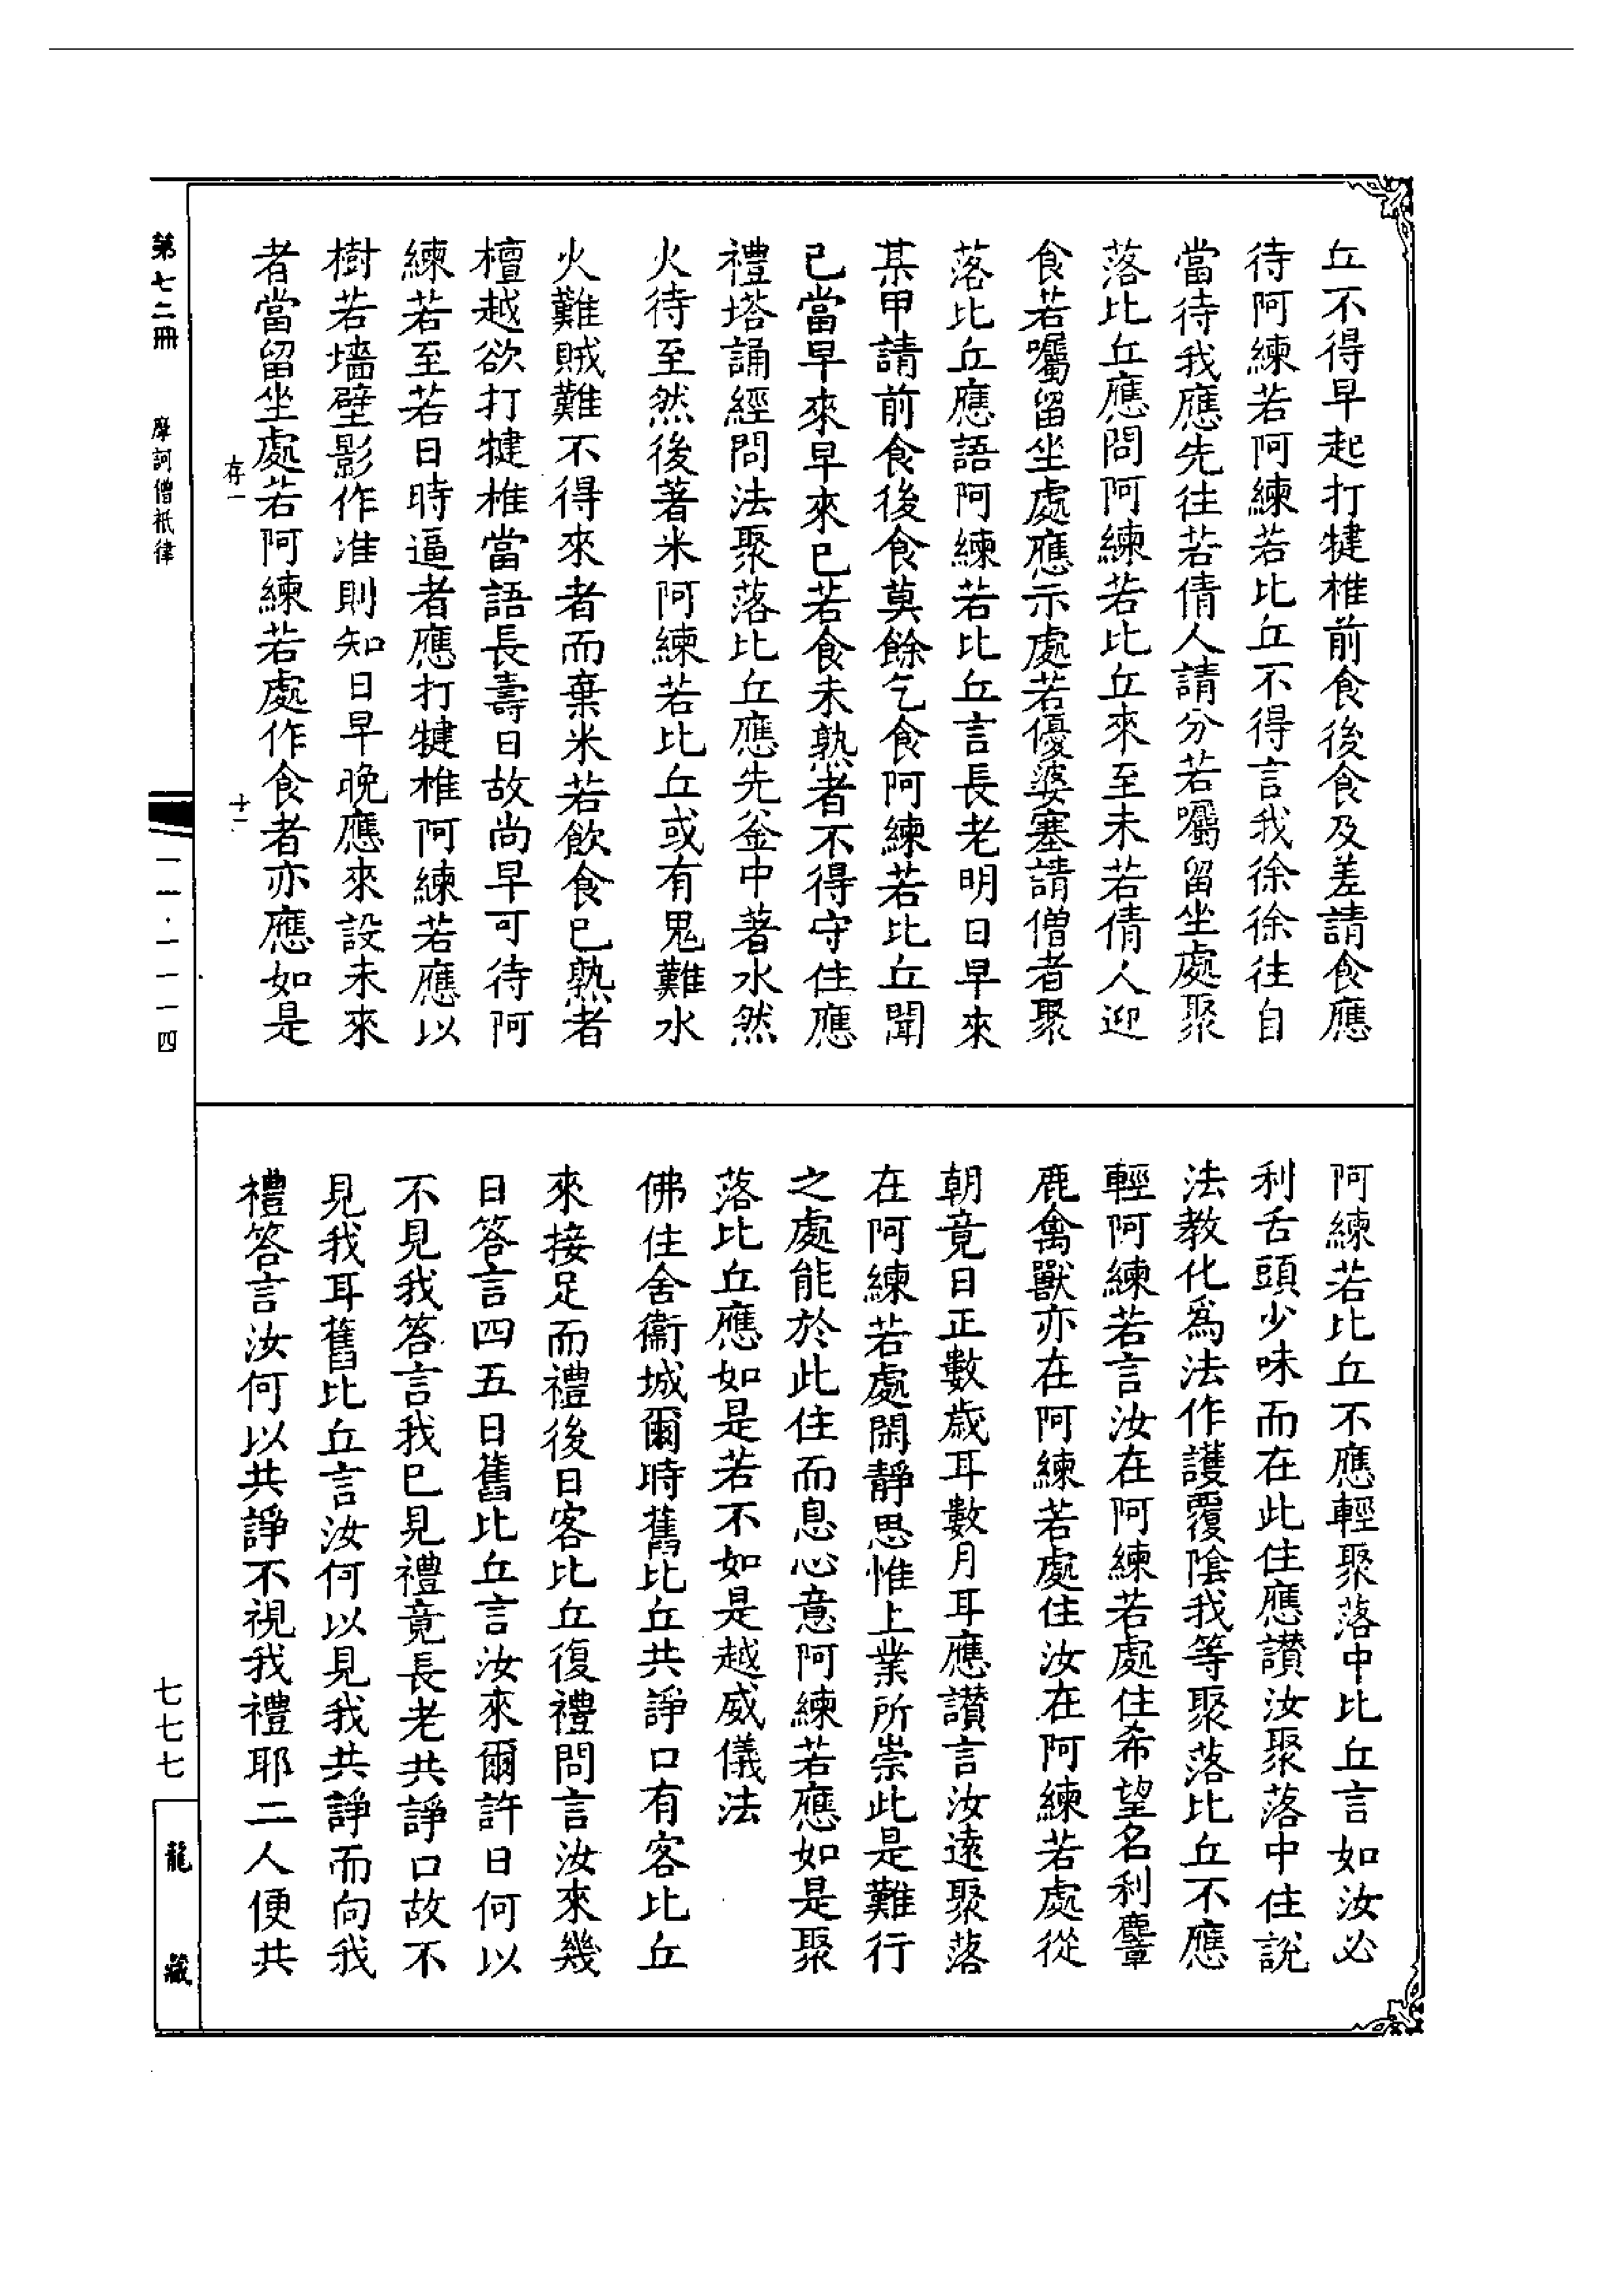 丘不得早起打犍椎前食後食及差請食應
待阿練若阿練若比丘不得言我徐徐往自
當待我應先往若倩人請分若囑留坐處聚
落比丘應問阿練若比丘來至未若倩人迎
食若囑留坐處應示處若優婆塞請僧者聚
落比丘應語阿練若比丘言長老明日早來
某甲請前食後食莫餘乞食阿練若比丘聞
已當早來早來已若食未熟者不得守住應
禮塔誦經問法聚落比丘應先釜中著水然
火待至然後著米阿練若比丘或有鬼難水
火難賊難不得來者而棄米若飲食已熟者
檀越欲打犍椎當語長壽日故尚早可待阿
練若至若日時逼者應打犍椎阿練若應以
樹若墻壁影作准則知日早晚應來設未來
者當留坐處若阿練若處作食者亦應如是
存一
十二
阿練若比丘不應輕聚落中比丘言如汝必
利舌頭少味而在此住應讚汝聚落中住說
法教化爲法作護覆陰我等聚落比丘不應
輕阿練若言汝在阿練若處住希望名利麞
鹿禽獸亦在阿練若處住汝在阿練若處從
朝竟日正數歲耳數月耳應讚言汝遠聚落
在阿練若處閑靜思惟上業所崇此是難行
之處能於此住而息心意阿練若應如是聚
落比丘應如是若不如是越威儀法
佛住舍衞城爾時舊比丘共諍口有客比丘
來接足而禮後日客比丘復禮問言汝來幾
日答言四五日舊比丘言汝來爾許日何以
不見我答言我已見禮竟長老共諍口故不
見我耳舊比丘言汝何以見我共諍而向我
禮答言汝何以共諍不視我禮耶二人便共
第七二冊
摩訶僧祇律
一一·一一一四
七七七
龍藏